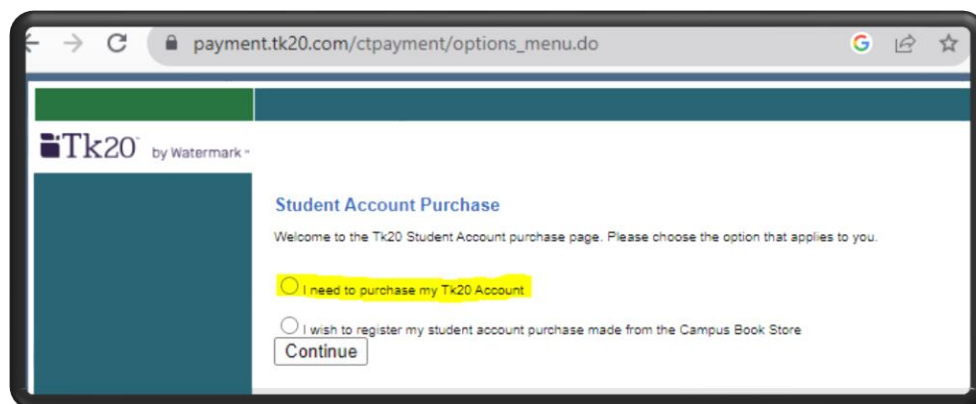 payment.tk20.com/ctpayment/options_menu.do
Tk20™ by Watermark™
Student Account Purchase
Welcome to the Tk20 Student Account purchase page. Please choose the option that applies to you.
I need to purchase my Tk20 Account
I wish to register my student account purchase made from the Campus Book Store
Continue